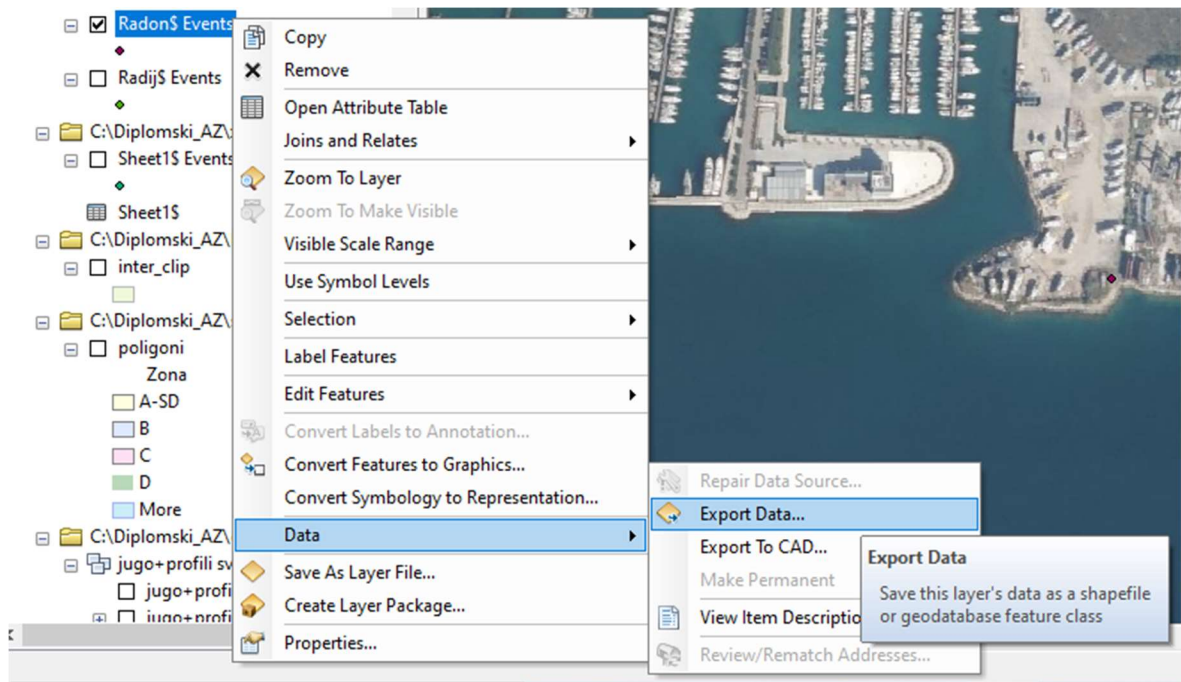 Radon$ Events
Radij$ Events
C:\Diplomski_AZ\
Sheet1$ Events
Sheet1$
C:\Diplomski_AZ\
inter_clip
C:\Diplomski_AZ\
poligoni
Zona
A-SD
B
C
D
More
C:\Diplomski_AZ\
jugo+profili sv
jugo+profi
jugo+profi
Copy
Remove
Open Attribute Table
Joins and Relates
Zoom To Layer
Zoom To Make Visible
Visible Scale Range
Use Symbol Levels
Selection
Label Features
Edit Features
Convert Labels to Annotation...
Convert Features to Graphics...
Convert Symbology to Representation...
Data
Save As Layer File...
Create Layer Package...
Properties...
Repair Data Source...
Export Data...
Export To CAD...
Make Permanent
View Item Descriptio
Review/Rematch Addresses...
Export Data
Save this layer's data as a shapefile
or geodatabase feature class